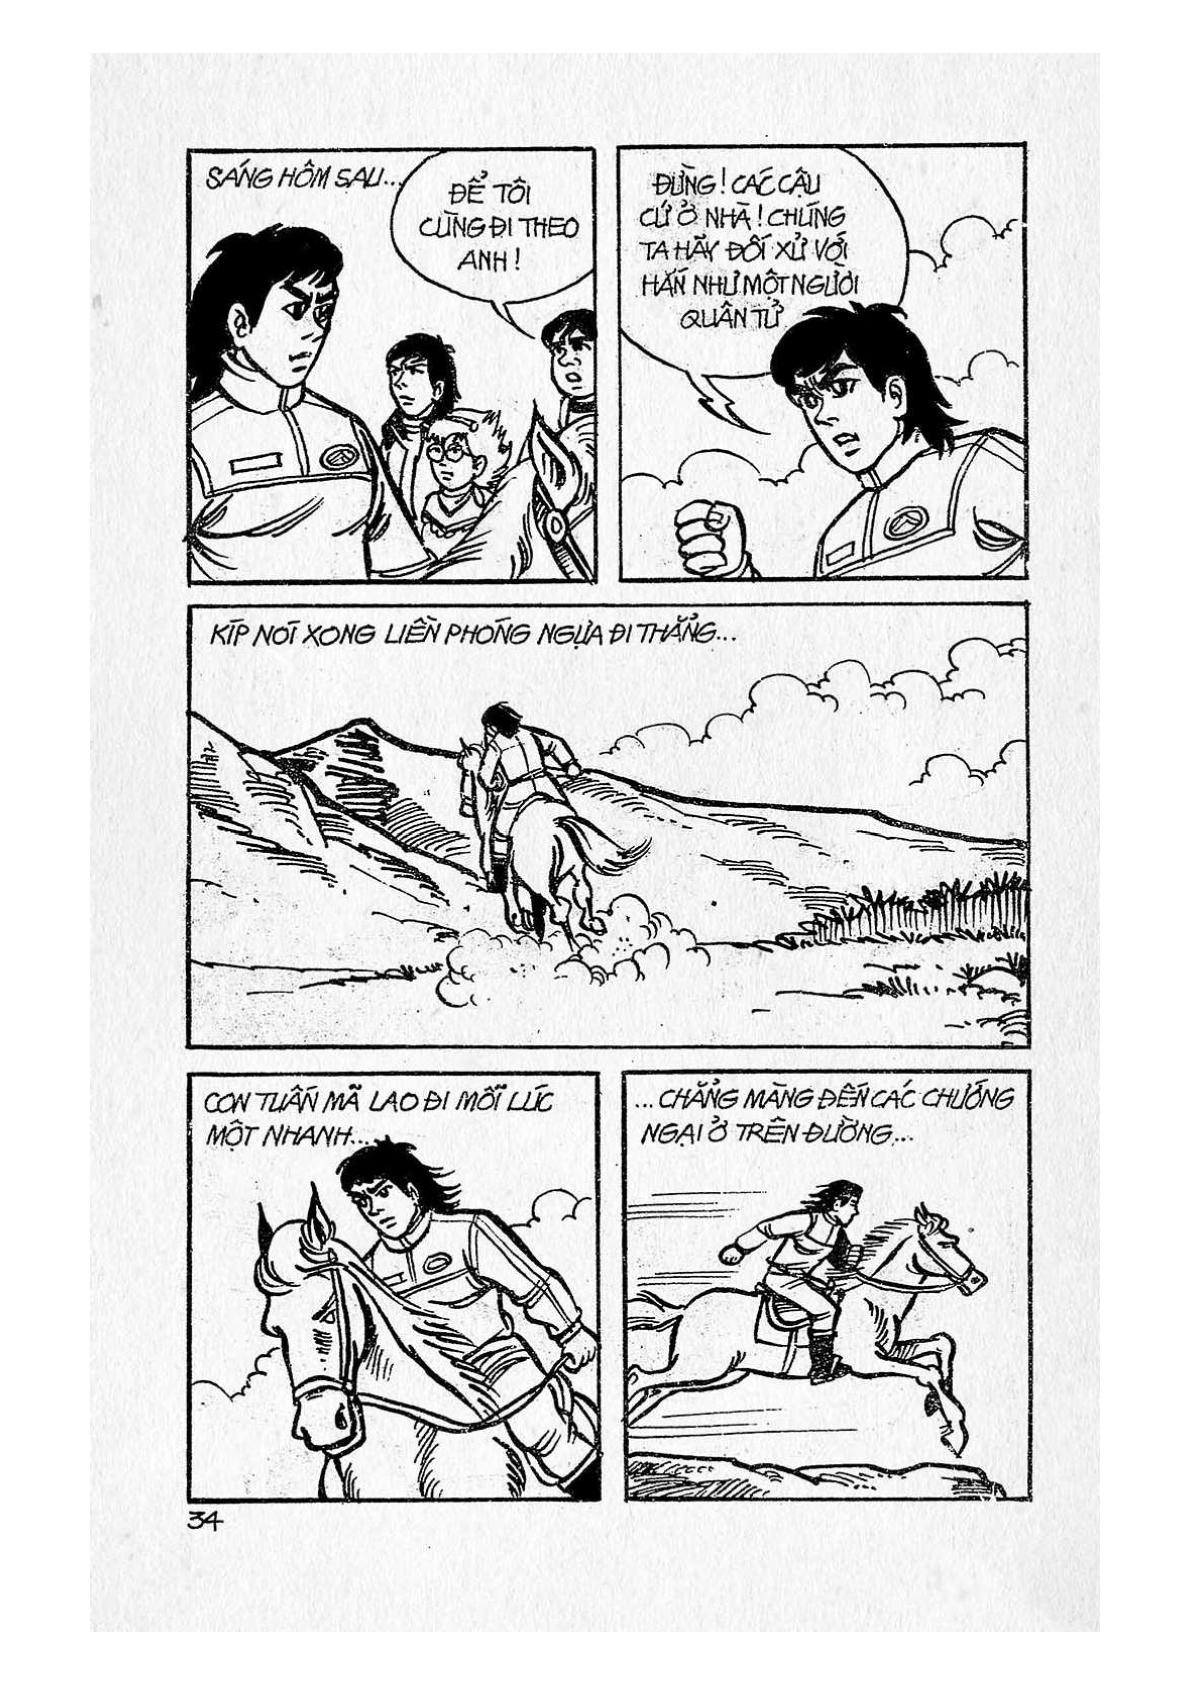 SÁNG HÔM SAU...
ĐỂ TÔI
CÙNG ĐI THEO
ANH!
ĐỪNG! CÁC CẬU
CỨ Ở NHÀ! CHÚNG
TA HÃY ĐỐI XỬ VỚI
HẮN NHƯ MỘT NGƯỜI
QUÂN TỬ
KÍP NÓI XONG LIỀN PHÓNG NGỰA ĐI THẲNG...
CON TUẤN MÃ LAO ĐI MỖI LÚC
MỘT NHANH...
...CHẲNG MÀNG ĐẾN CÁC CHƯỚNG
NGẠI Ở TRÊN ĐƯỜNG...
34